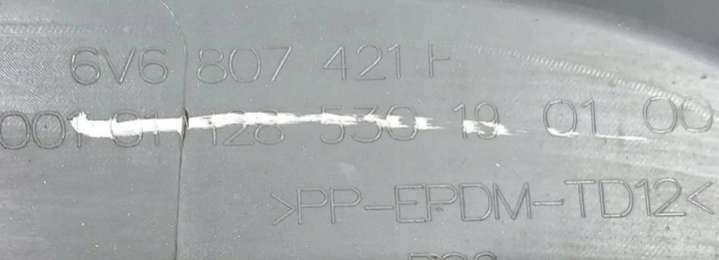 6V6 807 421 F
001 01 128 530 19 01 00
>PP-EPDM-TD12<